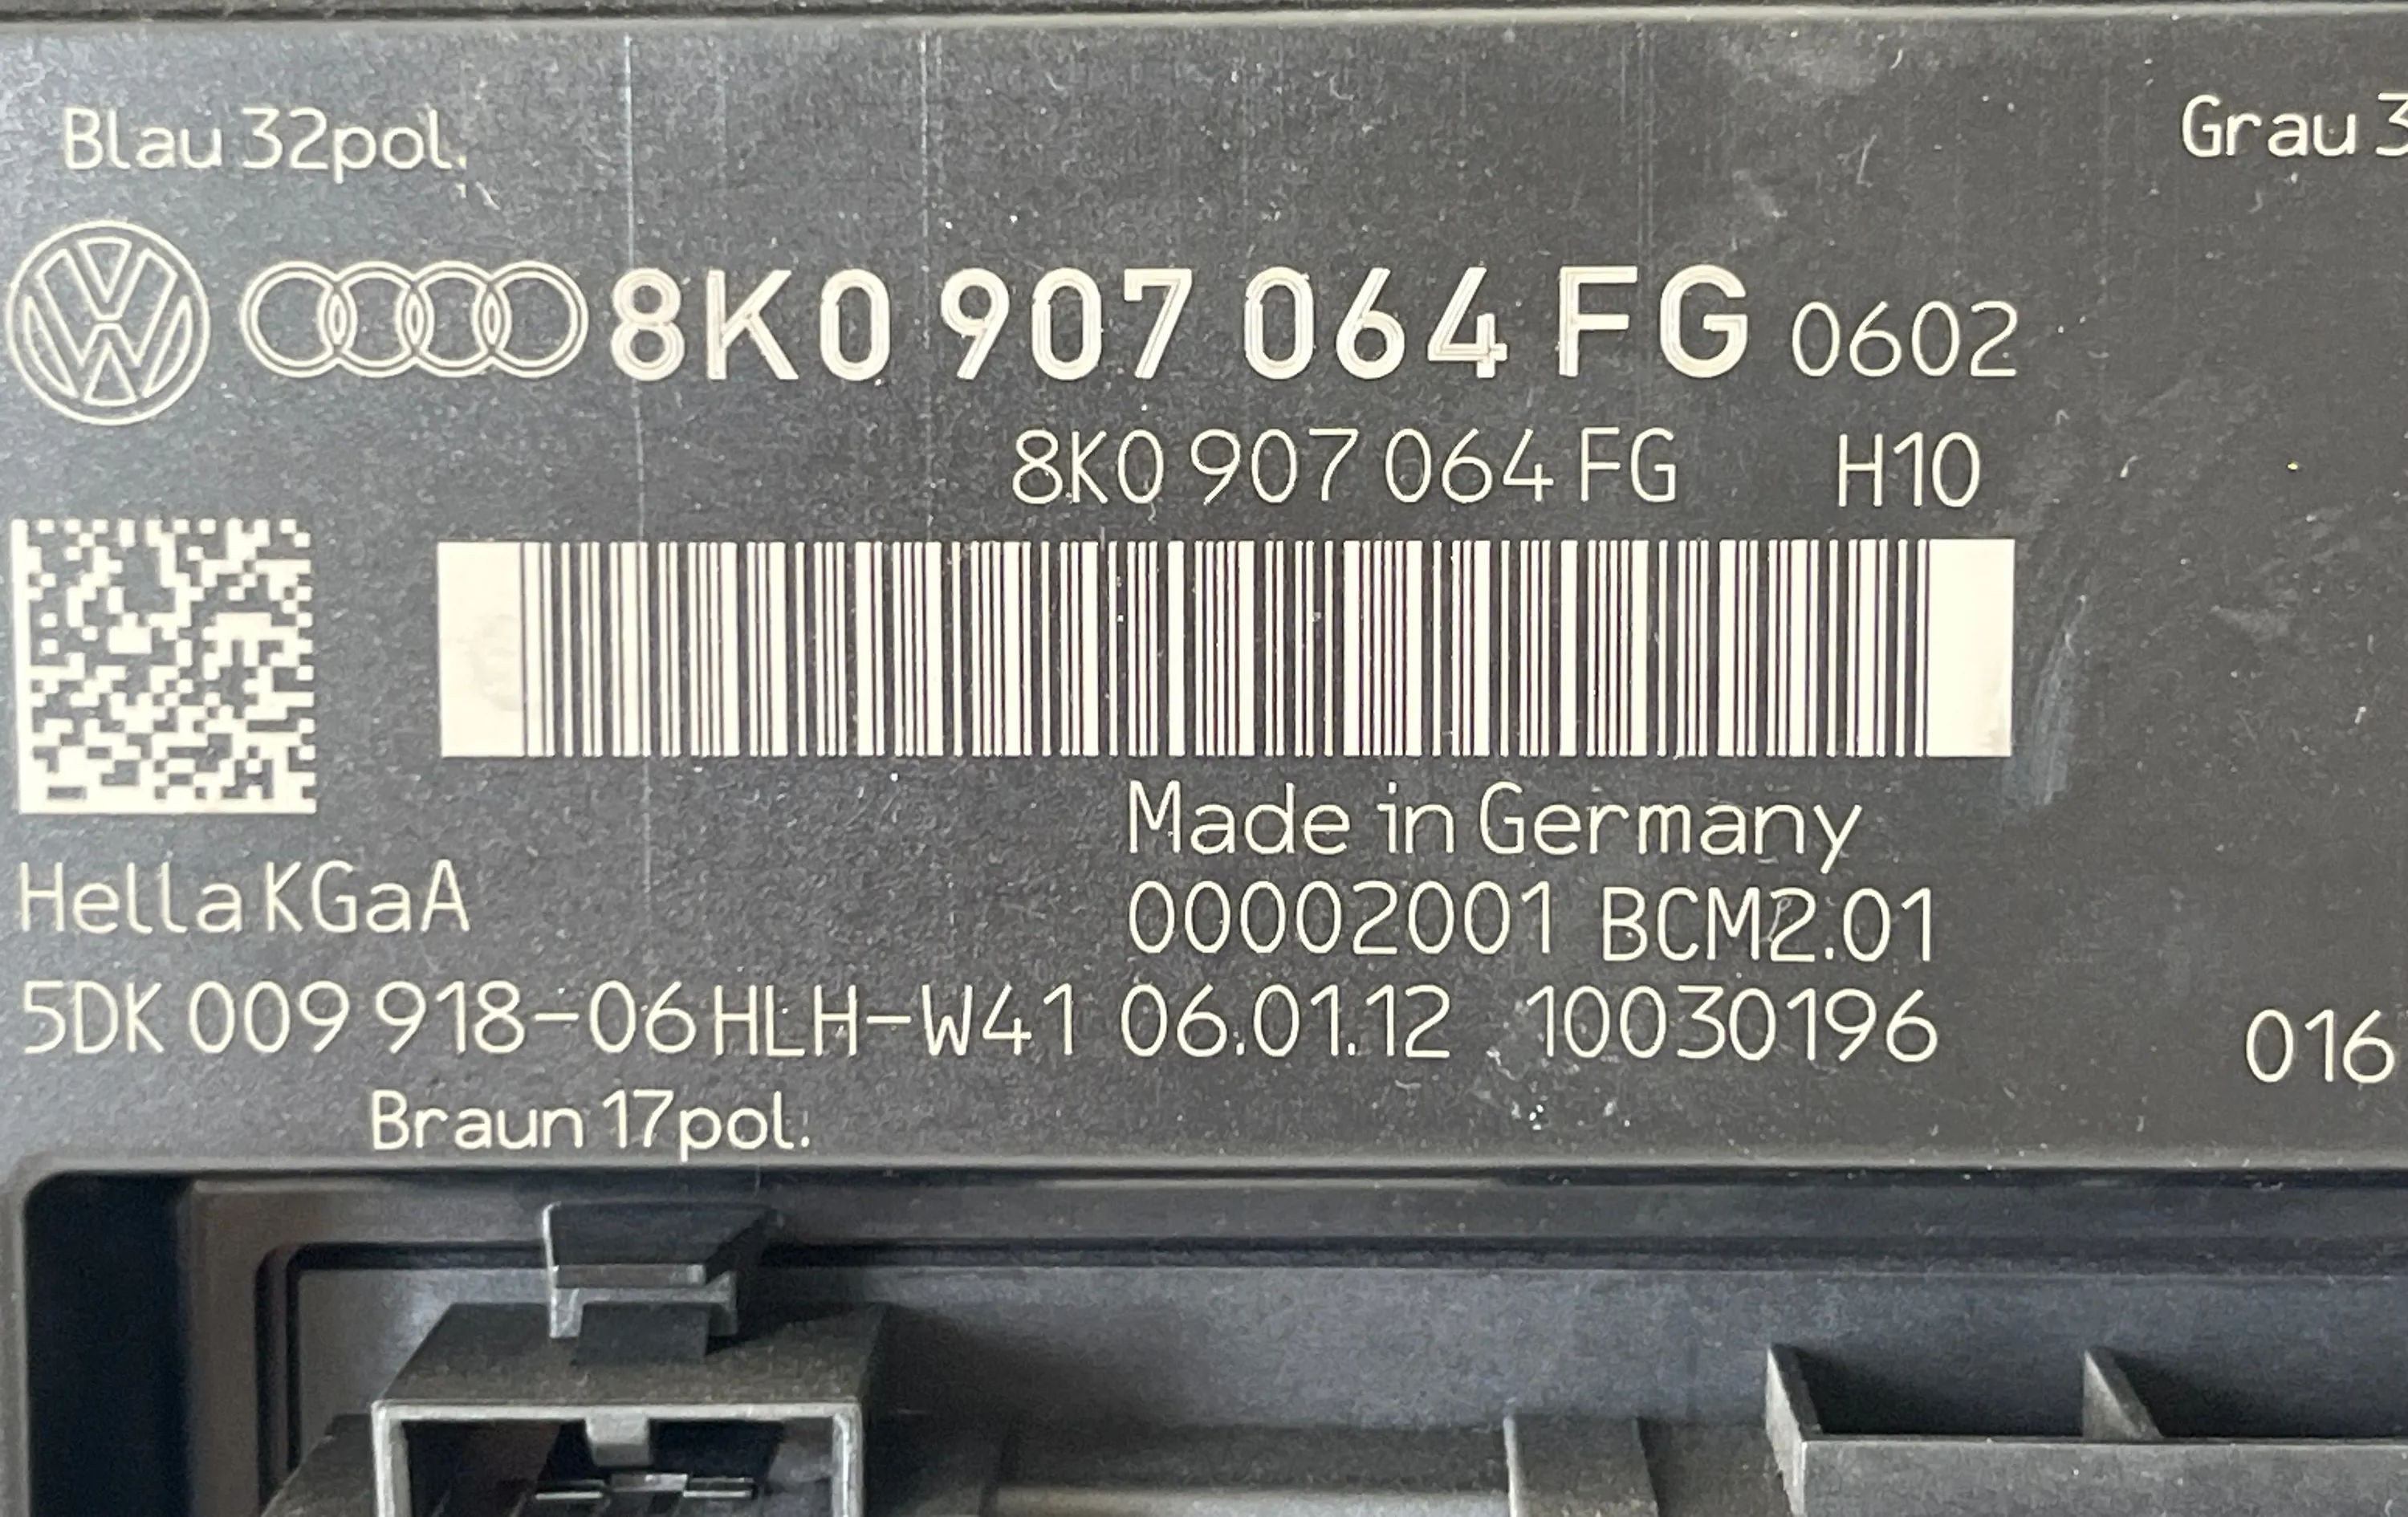 Blau 32pol.
Grau 3
8K0 907 064 FG 0602
8K0 907 064 FG H10
Made in Germany
Hella KGaA
00002001 BCM2.01
5DK 009 918-06 HLH-W41 06.01.12 10030196
016
Braun 17pol.